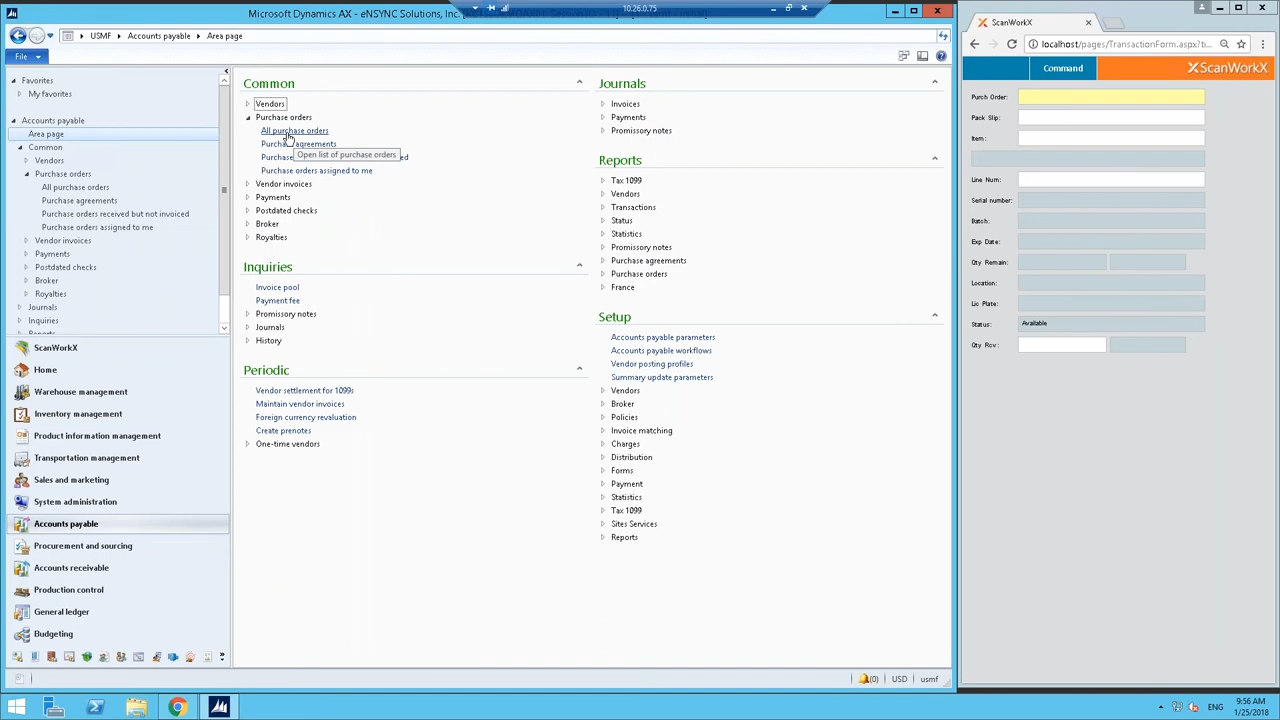 Microsoft Dynamics AX - eNSYNC Solutions, Inc.
10.26.0.75
USMF
Accounts payable
Area page
File
Favorites
My favorites
Accounts payable
Area page
Common
Vendors
Purchase orders
All purchase orders
Purchase agreements
Purchase orders received but not invoiced
Purchase orders assigned to me
Vendor invoices
Payments
Postdated checks
Broker
Royalties
Journals
Inquiries
Reports
ScanWorkX
Home
Warehouse management
Inventory management
Product information management
Transportation management
Sales and marketing
System administration
Accounts payable
Procurement and sourcing
Accounts receivable
Production control
General ledger
Budgeting
Common
Vendors
Purchase orders
All purchase orders
Purchase agreements
Open list of purchase orders
Purchase orders assigned to me
Vendor invoices
Payments
Postdated checks
Broker
Royalties
Inquiries
Invoice pool
Payment fee
Promissory notes
Journals
History
Periodic
Vendor settlement for 1099s
Maintain vendor invoices
Foreign currency revaluation
Create prenotes
One-time vendors
Journals
Invoices
Payments
Promissory notes
Reports
Tax 1099
Vendors
Transactions
Status
Statistics
Promissory notes
Purchase agreements
Purchase orders
France
Setup
Accounts payable parameters
Accounts payable workflows
Vendor posting profiles
Summary update parameters
Vendors
Broker
Policies
Invoice matching
Charges
Distribution
Forms
Payment
Statistics
Tax 1099
Sites Services
Reports
(0)
USD
usmf
ScanWorkX
localhost/pages/TransactionForm.aspx?ti...
Command
ScanWorkX
Purch Order:
Pack Slip:
Item:
Line Num:
Serial number:
Batch:
Exp Date:
Qty Remain:
Location:
Lic Plate:
Status:
Available
Qty Rcv:
ENG
9:56 AM
1/25/2018